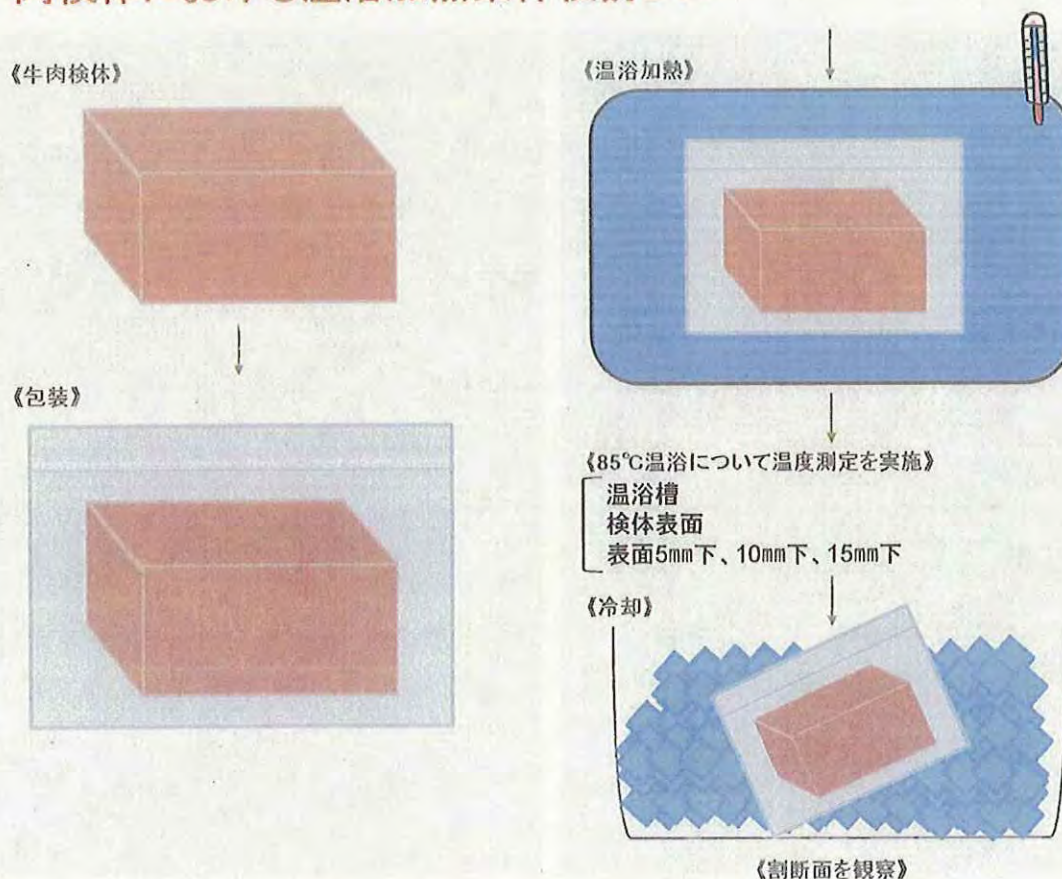 《牛肉検体》
《包装》
《温浴加熱》
《85℃温浴について温度測定を実施》
温浴槽
検体表面
表面5mm下、10mm下、15mm下
《冷却》
《割断面を観察》